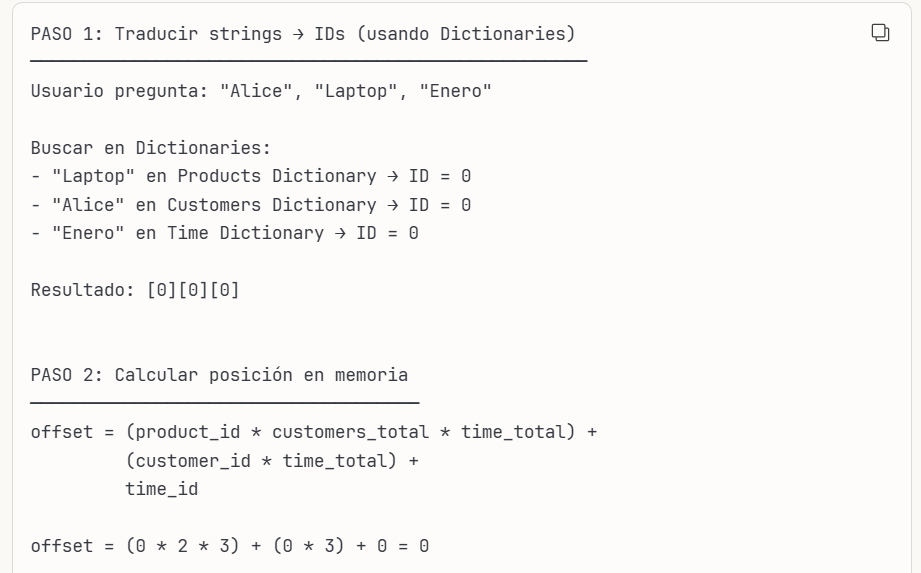 PASO 1: Traducir strings → IDs (usando Dictionaries)
Usuario pregunta: "Alice", "Laptop", "Enero"
Buscar en Dictionaries:
- "Laptop" en Products Dictionary → ID = 0
- "Alice" en Customers Dictionary → ID = 0
- "Enero" en Time Dictionary → ID = 0
Resultado: [0][0][0]
PASO 2: Calcular posición en memoria
offset = (product_id * customers_total * time_total) +
(customer_id * time_total) +
time_id
offset = (0 * 2 * 3) + (0 * 3) + 0 = 0